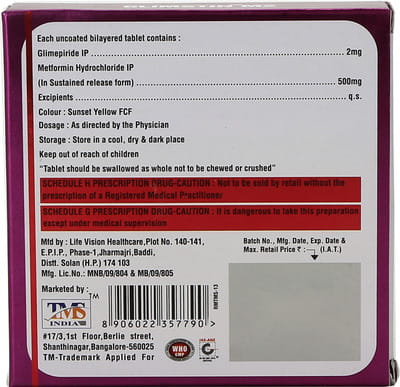 Each uncoated bilayered tablet contains :
Glimepiride IP 2mg
Metformin Hydrochloride IP
(In Sustained release form) 500mg
Excipients q.s.
Colour : Sunset Yellow FCF
Dosage : As directed by the Physician
Storage : Store in a cool, dry & dark place
Keep out of reach of children
"Tablet should be swallowed as whole not to be chewed or crushed"
SCHEDULE H PRESCRIPTION DRUG-CAUTION : Not to be sold by retail without the
prescription of a Registered Medical Practitioner
SCHEDULE G PRESCRIPTION DRUG-CAUTION : It is dangerous to take this preparation
except under medical supervision
Mfd by : Life Vision Healthcare,Plot No. 140-141,
E.P.I.P., Phase-1,Jharmajri,Baddi,
Distt. Solan (H.P.) 174 103
Mfg. Lic.No.: MNB/09/804 & MB/09/805
Batch No., Mfg. Date, Exp. Date &
Max. Retail Price ₹ : (I.A.T.)
Marketed by :
TM
TMS
INDIA
8 906022 357790 >
RMTMS-13
WHO
GMP
#17/3,1st Floor,Berlie street,
Shanthinagar,Bangalore-560025
TM-Trademark Applied For